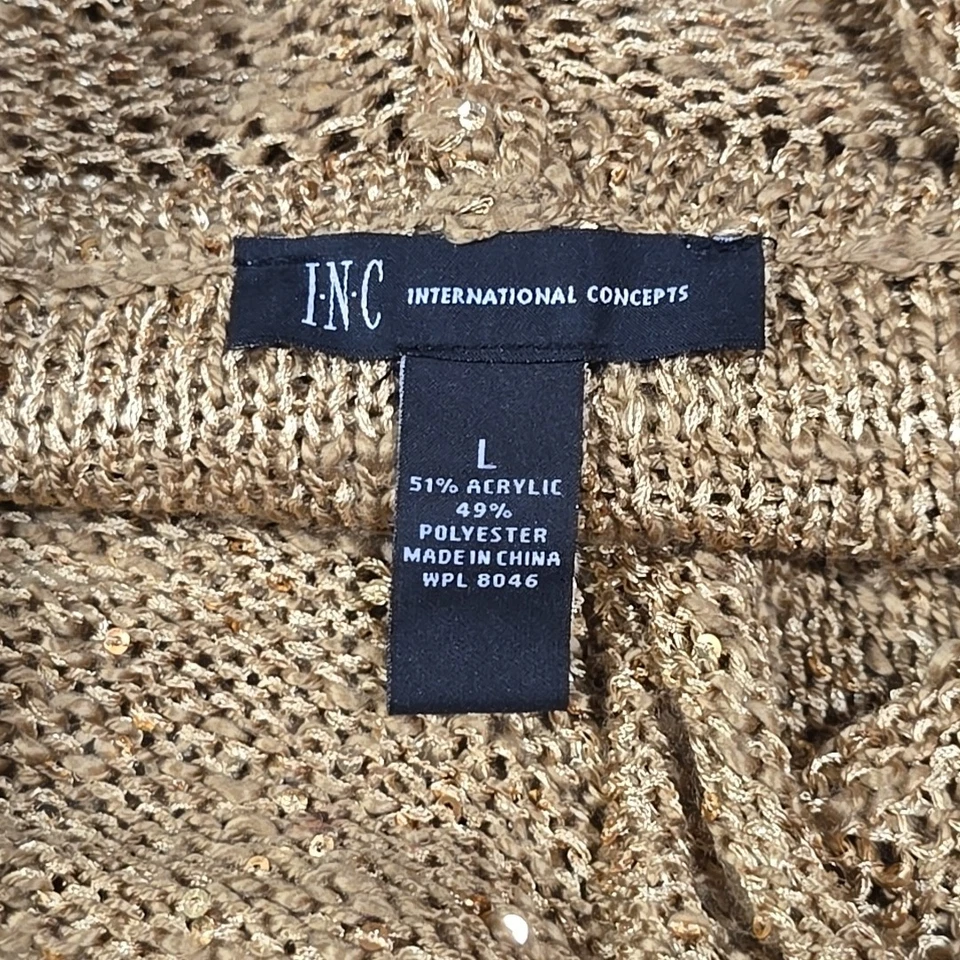 I·N·C INTERNATIONAL CONCEPTS
L
51% ACRYLIC
49%
POLYESTER
MADE IN CHINA
WPL 8046